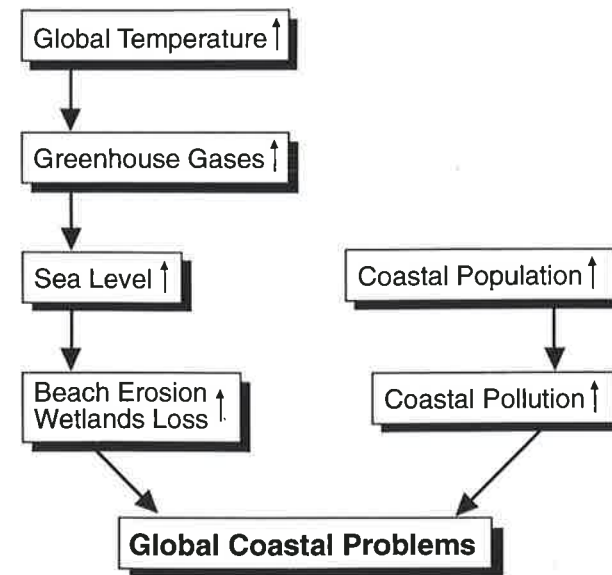 Global Temperature ↑
Greenhouse Gases ↑
Sea Level ↑
Coastal Population ↑
Beach Erosion
Wetlands Loss ↑
Coastal Pollution ↑
Global Coastal Problems